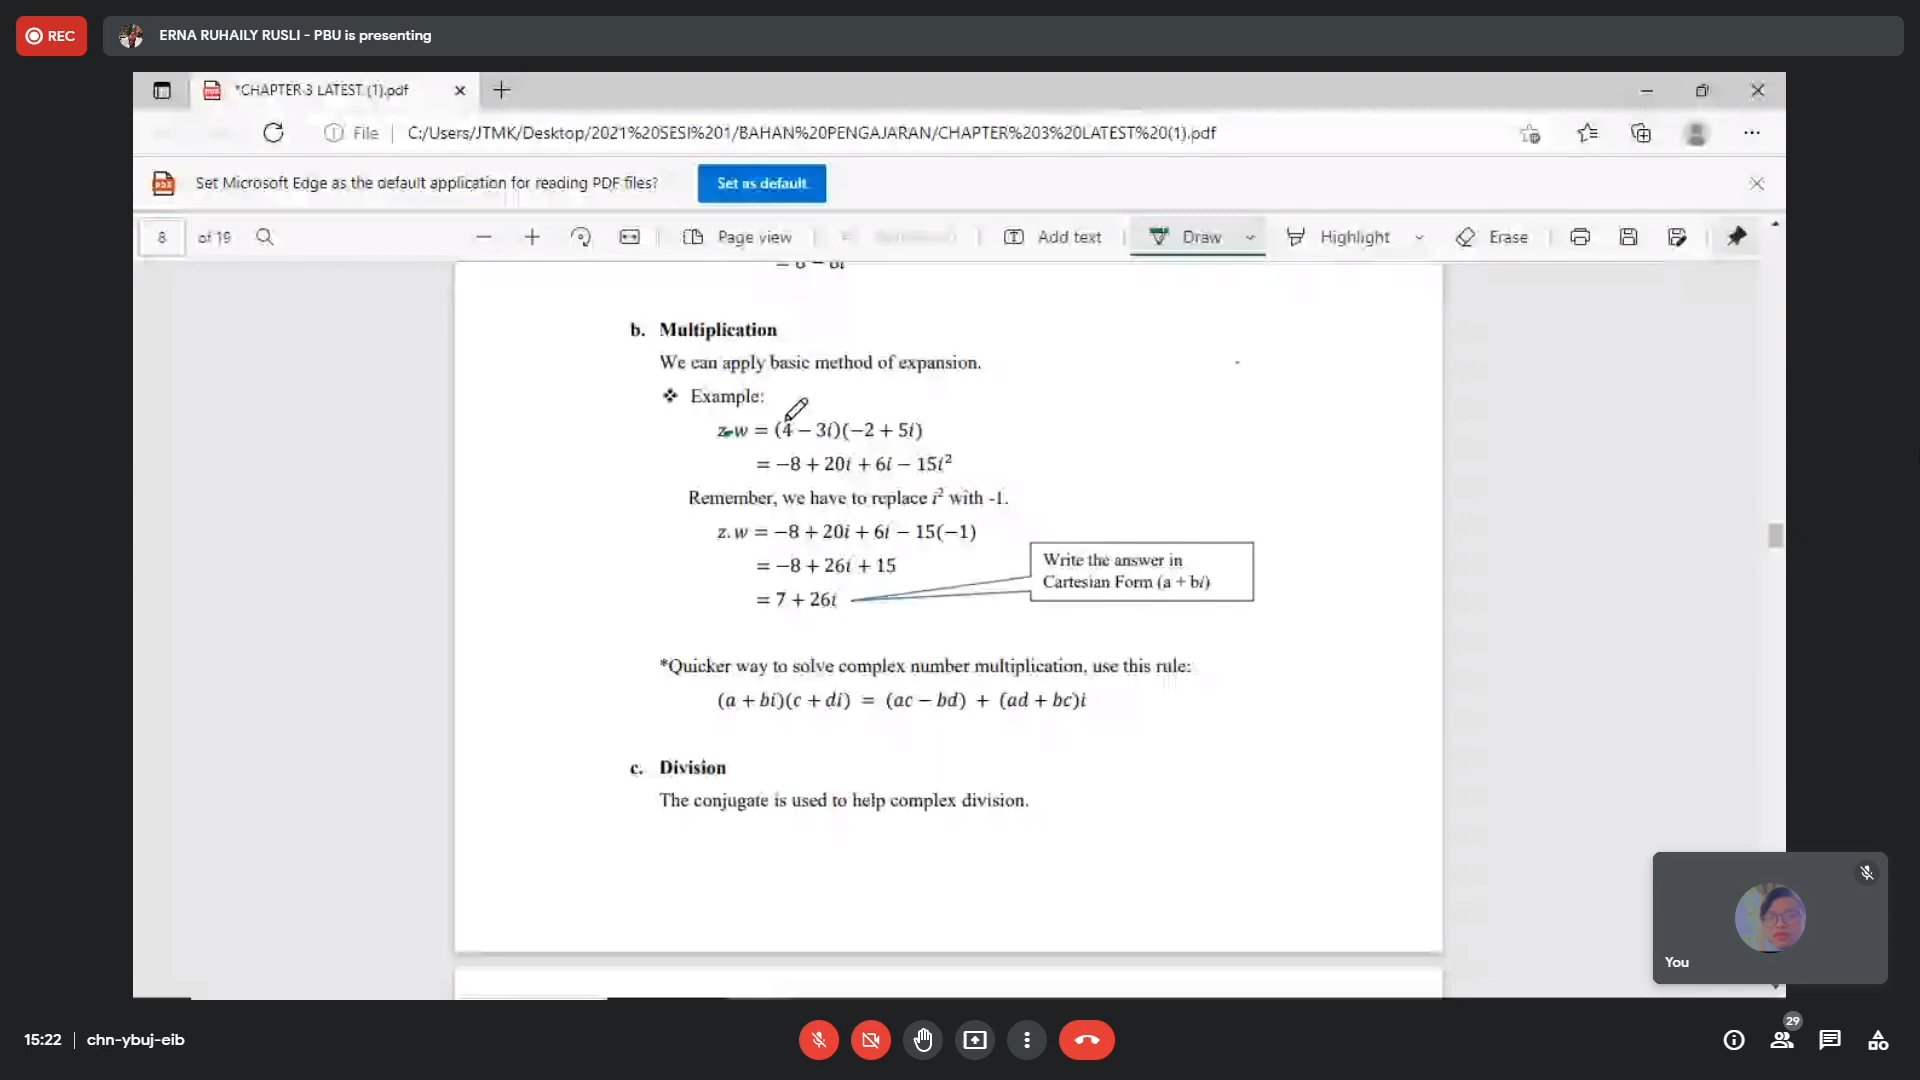 REC
ERNA RUHAILY RUSLI - PBU is presenting
*CHAPTER 3 LATEST (1).pdf
File
C:/Users/JTMK/Desktop/2021%20SESI%201/BAHAN%20PENGAJARAN/CHAPTER%203%20LATEST%20(1).pdf
Set Microsoft Edge as the default application for reading PDF files?
Set as default
8 of 19
Page view
Add text
Draw
Highlight
Erase
b. Multiplication
We can apply basic method of expansion.
❖ Example:
z.w = (4 − 3i)(−2 + 5i)
= −8 + 20i + 6i − 15i²
Remember, we have to replace i² with -1.
z.w = −8 + 20i + 6i − 15(−1)
= −8 + 26i + 15
= 7 + 26i
Write the answer in
Cartesian Form (a + bi)
*Quicker way to solve complex number multiplication, use this rule:
(a + bi)(c + di) = (ac − bd) + (ad + bc)i
c. Division
The conjugate is used to help complex division.
You
15:22 | chn-ybuj-eib
29